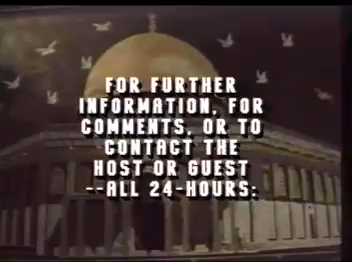 FOR FURTHER
INFORMATION, FOR
COMMENTS, OR TO
CONTACT THE
HOST OR GUEST
--ALL 24-HOURS: